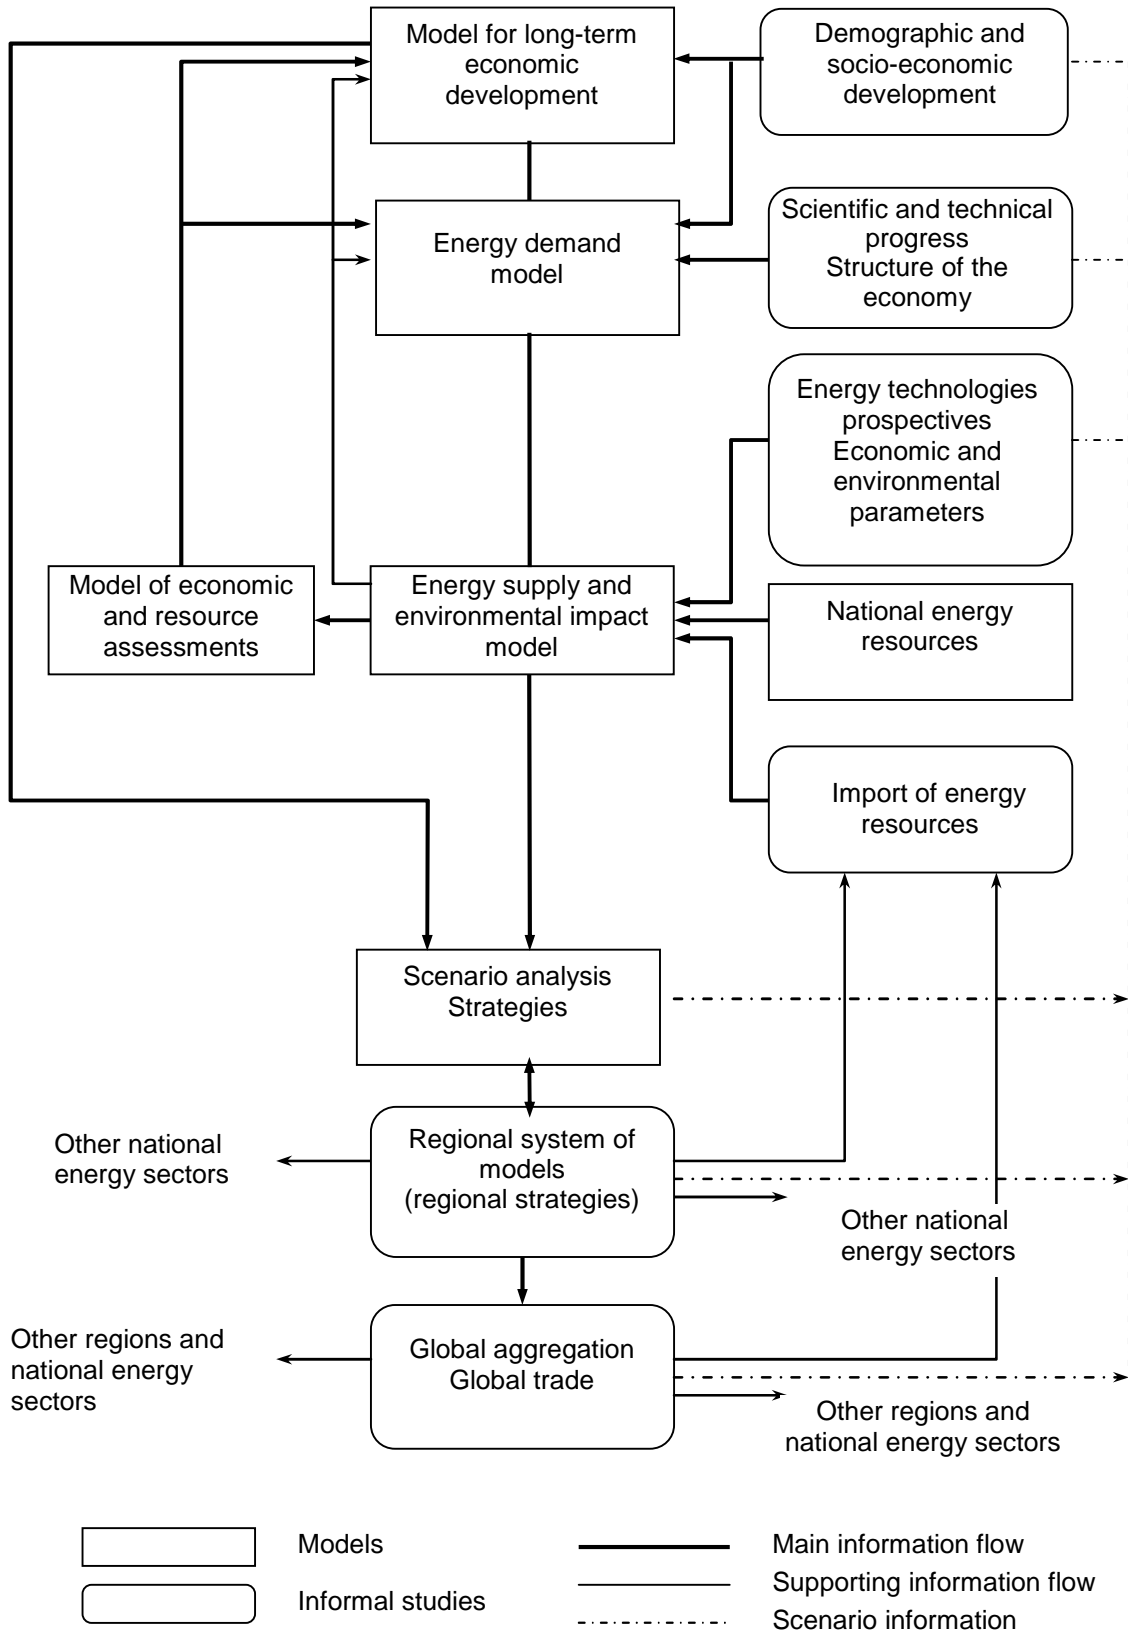 Model for long-term
economic
development
Demographic and
socio-economic
development
Energy demand
model
Scientific and technical
progress
Structure of the
economy
Energy technologies
prospectives
Economic and
environmental
parameters
Model of economic
and resource
assessments
Energy supply and
environmental impact
model
National energy
resources
Import of energy
resources
Scenario analysis
Strategies
Other national
energy sectors
Regional system of
models
(regional strategies)
Other national
energy sectors
Other regions and
national energy
sectors
Global aggregation
Global trade
Other regions and
national energy sectors
Models
Informal studies
Main information flow
Supporting information flow
Scenario information